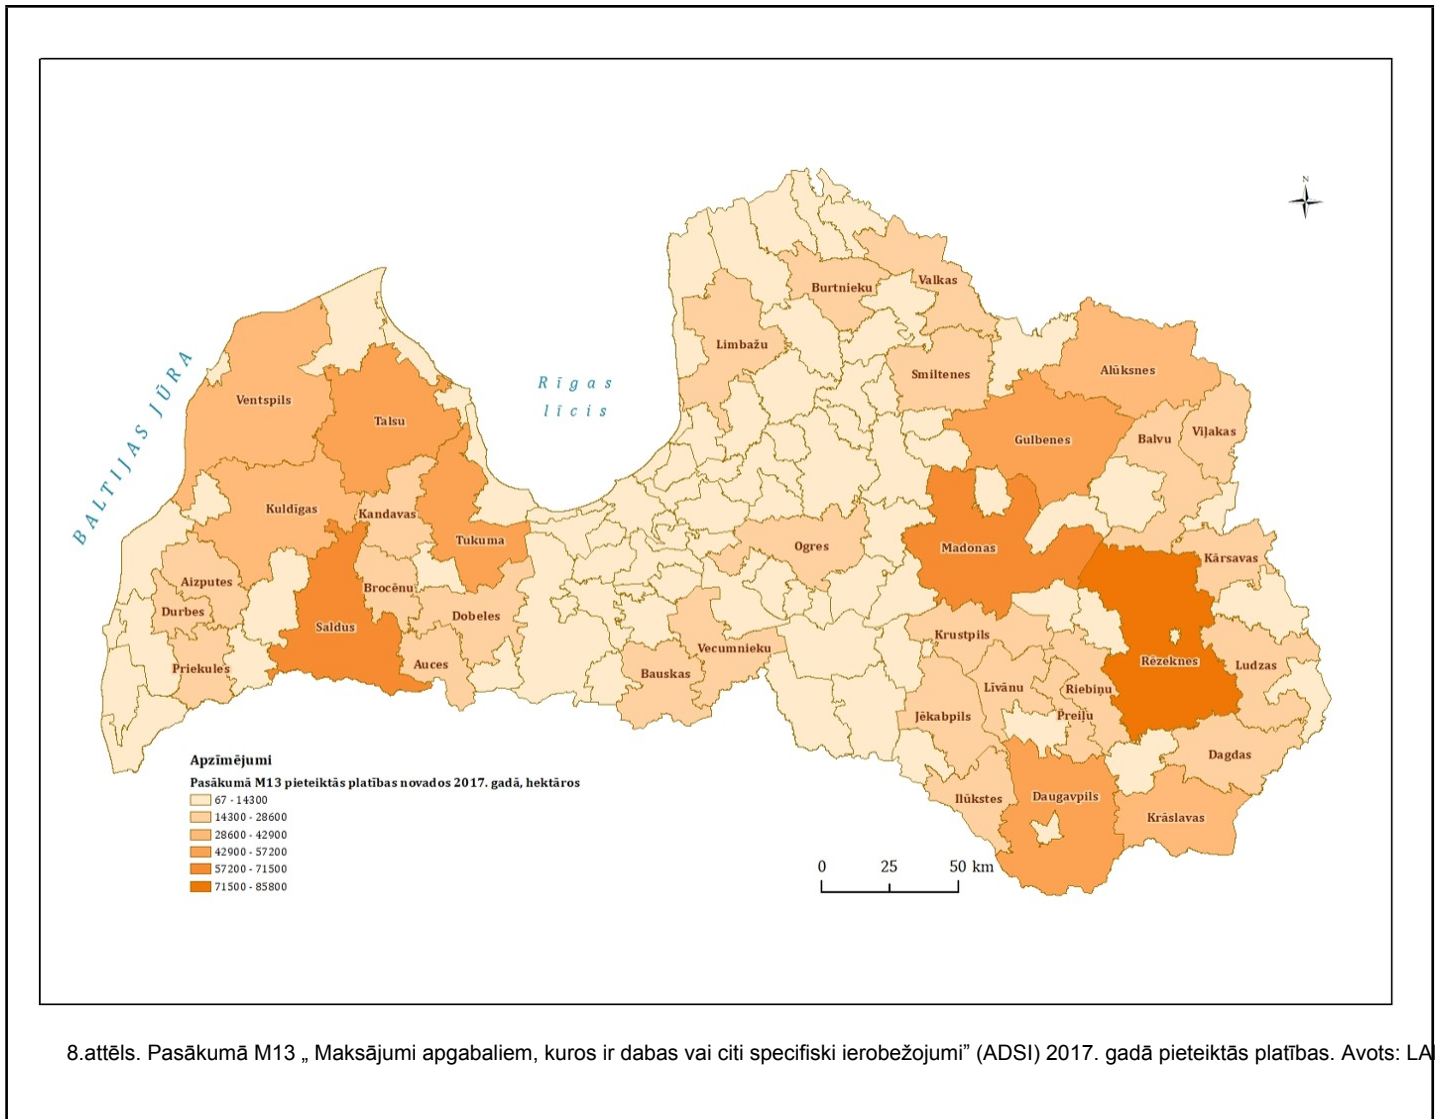 N
BALTIJAS JŪRA
Rīgas
līcis
Valkas
Burtnieku
Limbažu
Smiltenes
Alūksnes
Ventspils
Talsu
Gulbenes
Balvu
Viļakas
Kuldīgas
Kandavas
Tukuma
Ogres
Madonas
Kārsavas
Aizputes
Brocēnu
Durbes
Dobeles
Saldus
Krustpils
Vecumnieku
Rēzeknes
Ludzas
Priekules
Auces
Bauskas
Līvānu
Riebiņu
Jēkabpils
Preiļu
Dagdas
Ilūkstes
Daugavpils
Krāslavas
Apzīmējumi
Pasākumā M13 pieteiktās platības novados 2017. gadā, hektāros
67 - 14300
14300 - 28600
28600 - 42900
42900 - 57200
57200 - 71500
71500 - 85800
0 25 50 km
8.attēls. Pasākumā M13 „ Maksājumi apgabaliem, kuros ir dabas vai citi specifiski ierobežojumi” (ADSI) 2017. gadā pieteiktās platības. Avots: